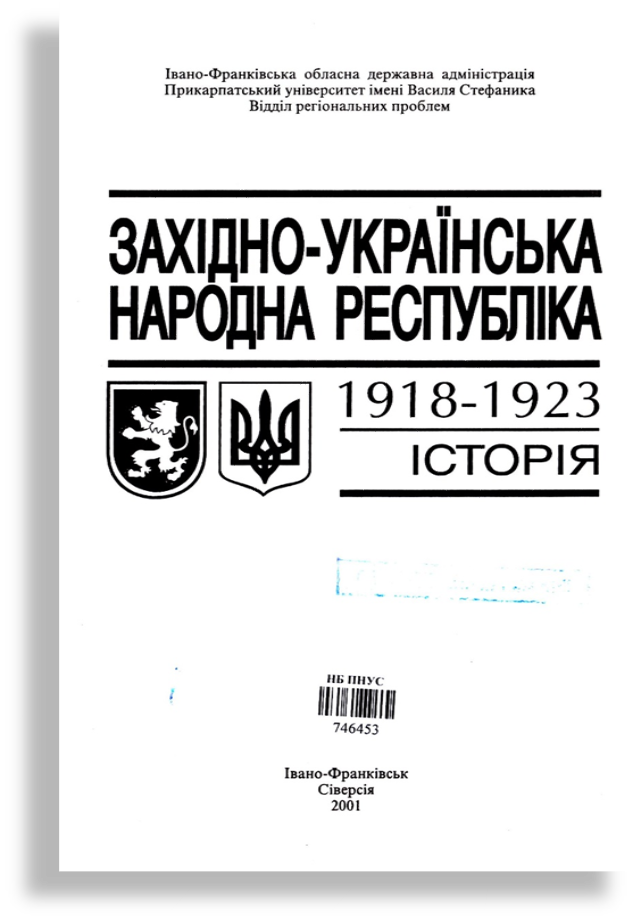 Івано-Франківська обласна державна адміністрація
Прикарпатський університет імені Василя Стефаника
Відділ регіональних проблем
ЗАХІДНО-УКРАЇНСЬКА
НАРОДНА РЕСПУБЛІКА
1918-1923
ІСТОРІЯ
НБ ПНУС
746453
Івано-Франківськ
Сіверсія
2001